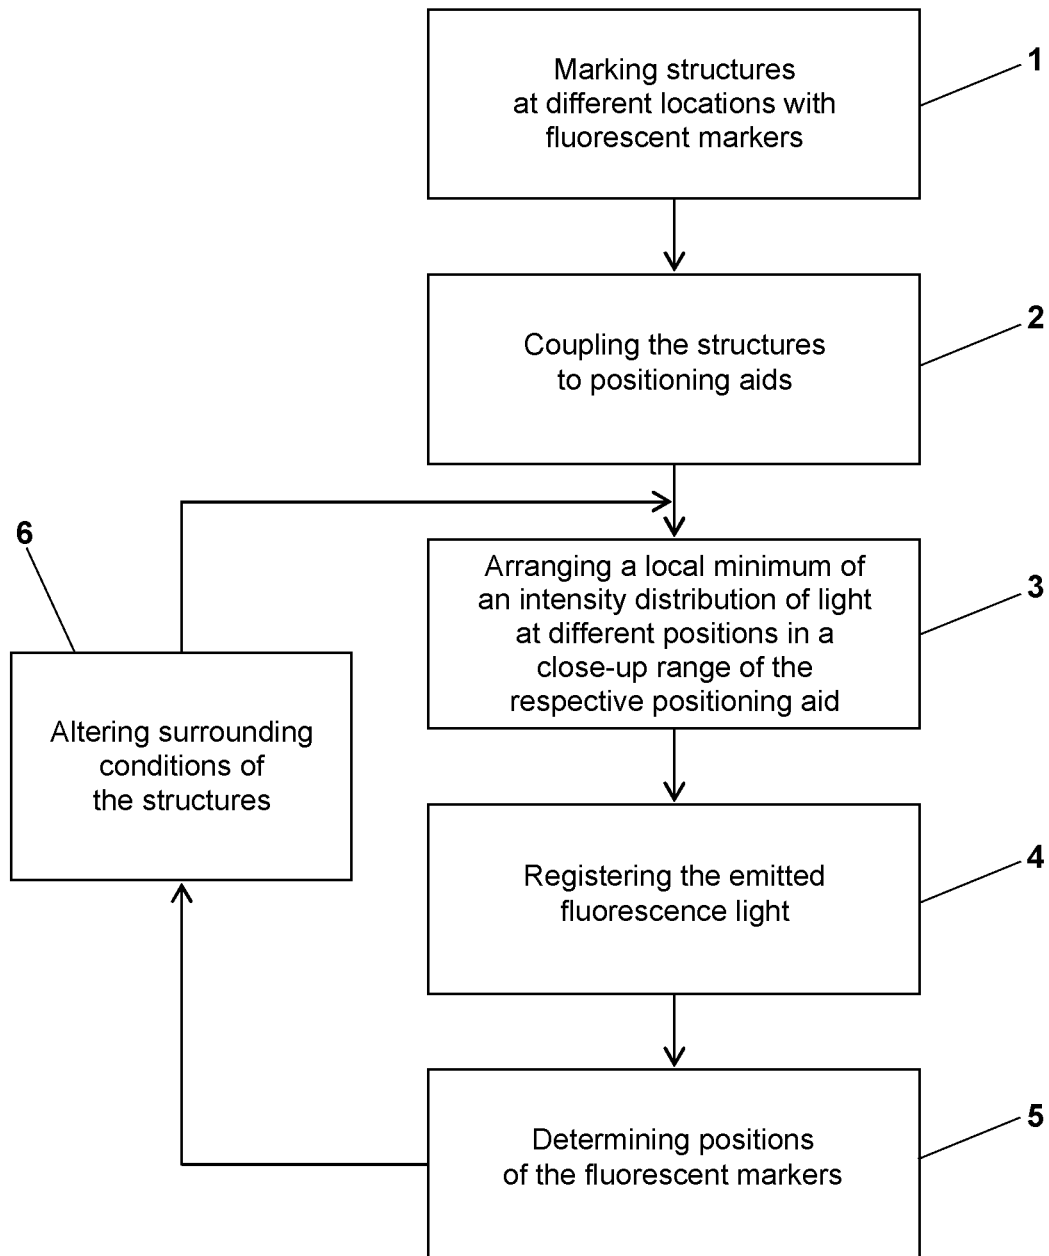 Marking structures
at different locations with
fluorescent markers
1
Coupling the structures
to positioning aids
2
Arranging a local minimum of
an intensity distribution of light
at different positions in a
close-up range of the
respective positioning aid
3
6
Altering surrounding
conditions of
the structures
Registering the emitted
fluorescence light
4
Determining positions
of the fluorescent markers
5